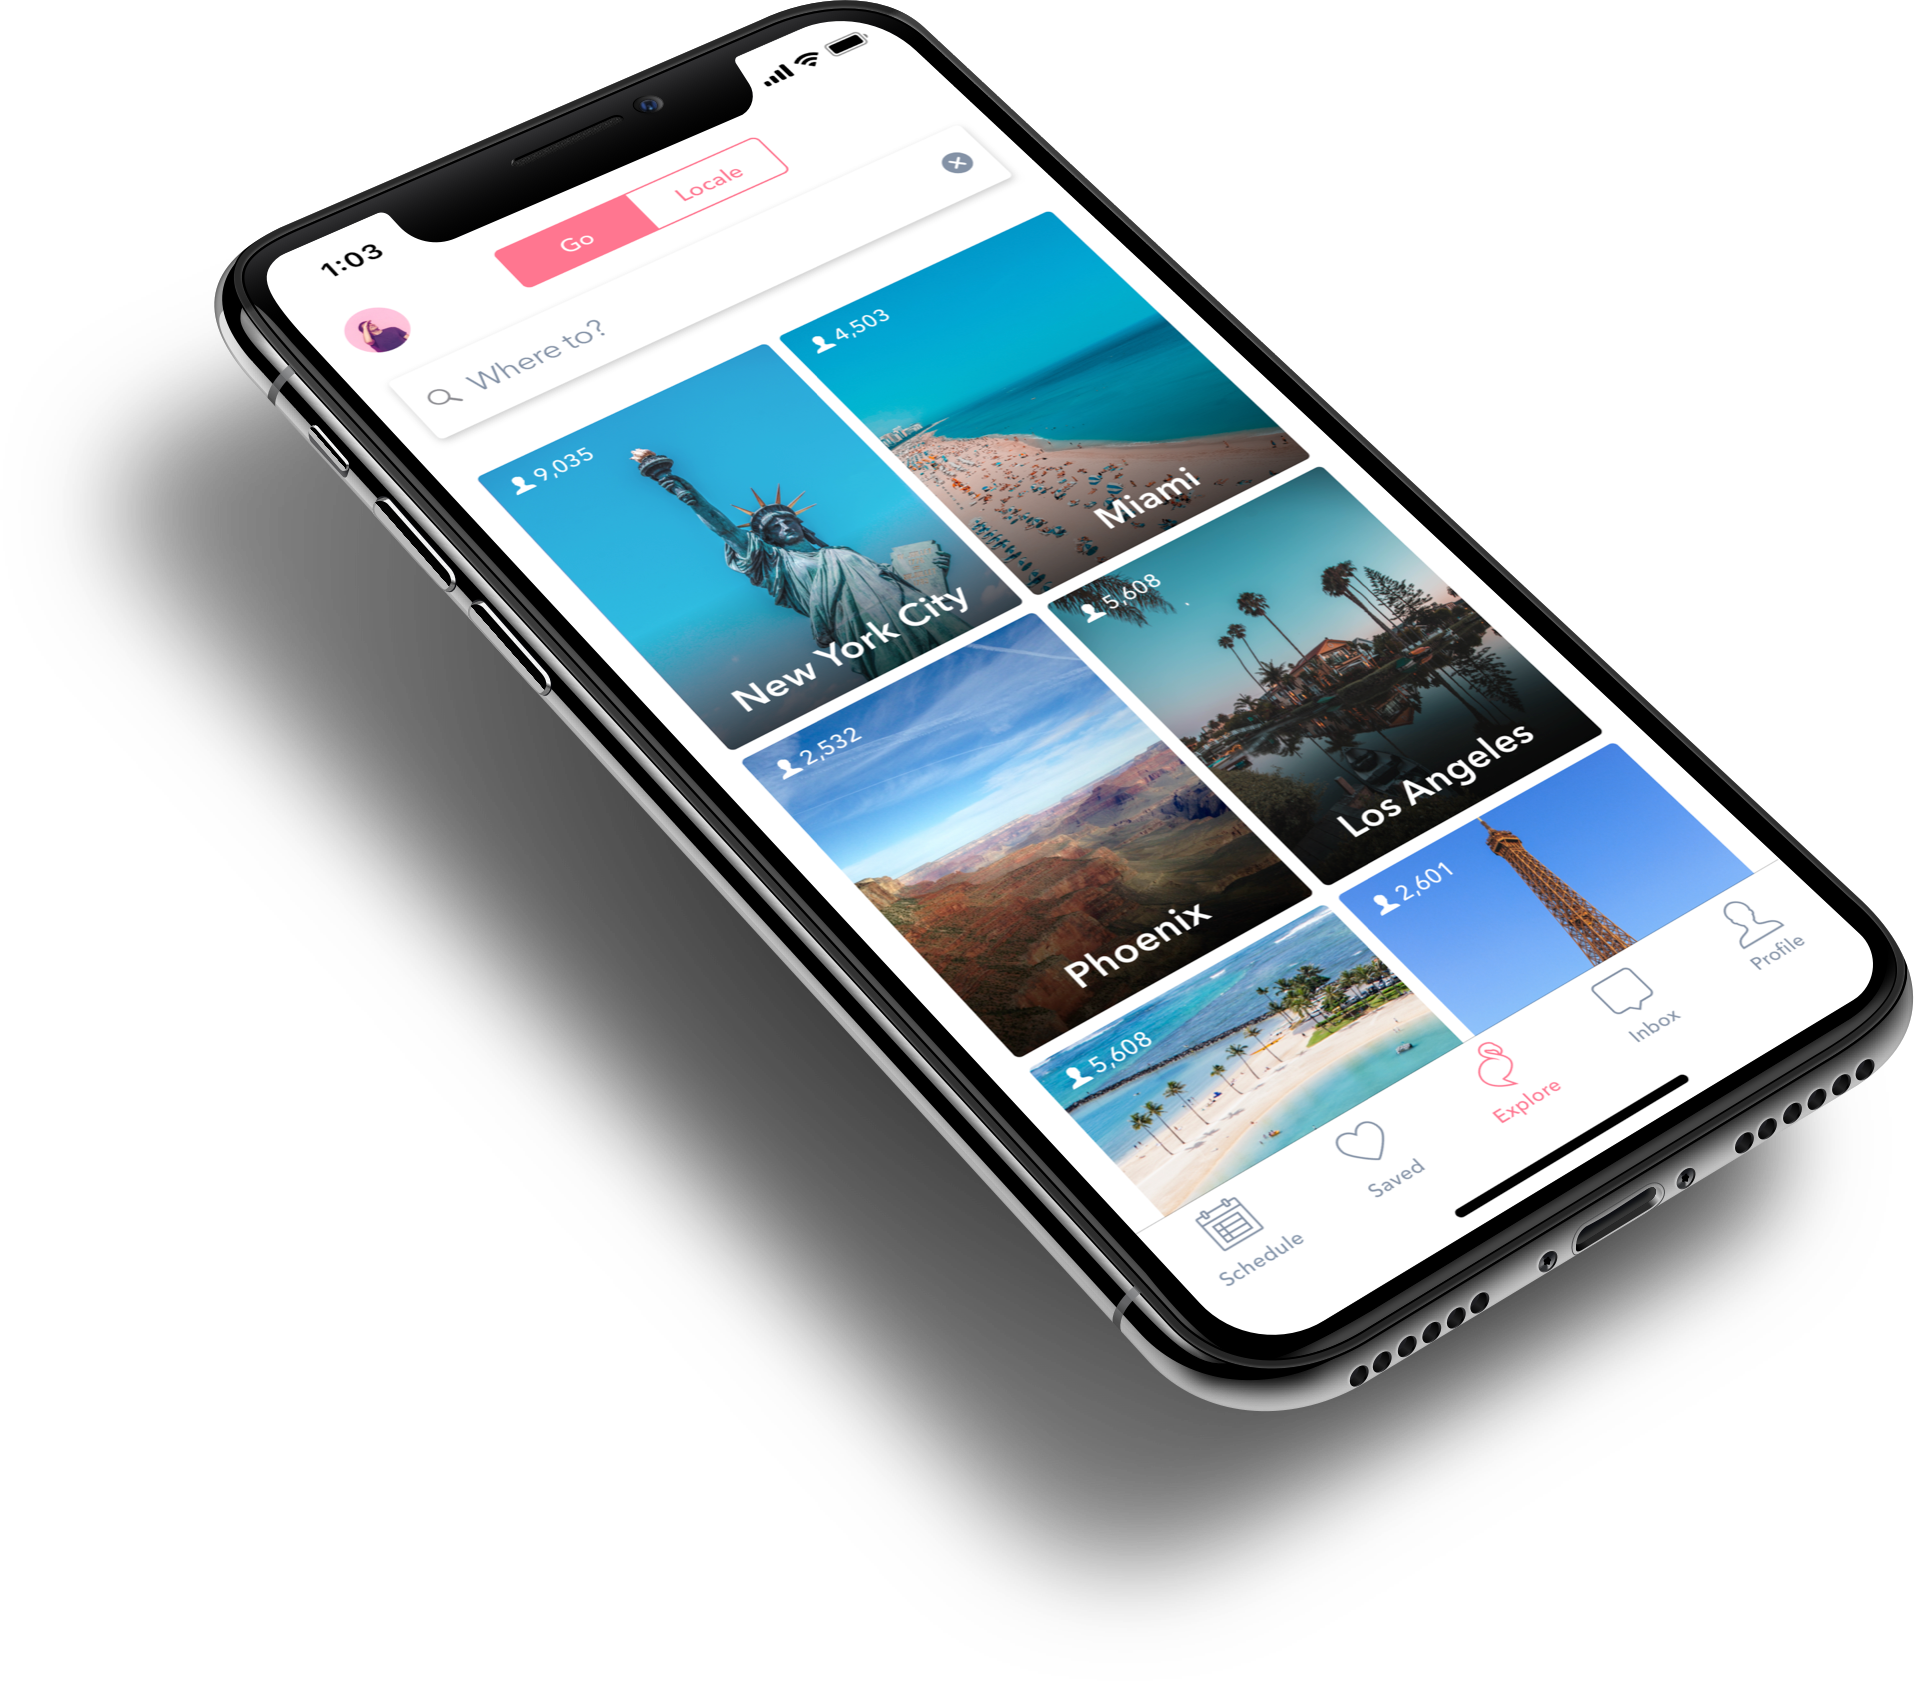 1:03
Go
Locale
Where to?
9,035
New York City
4,503
Miami
2,532
Phoenix
5,608
Los Angeles
5,608
2,601
Schedule
Saved
Explore
Inbox
Profile